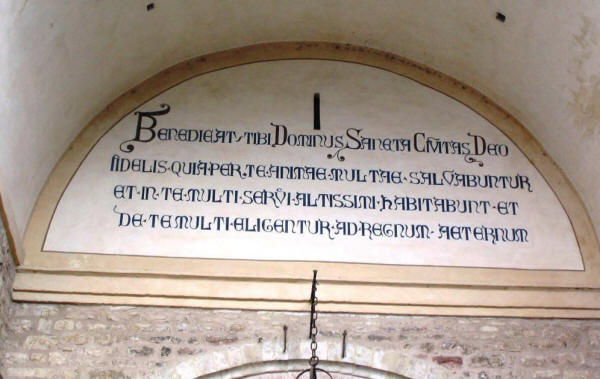 BENEDICAT · TIBI DOMINUS SANCTA CIVITAS DEO
FIDELIS · QUIA · PER · TE · ANIMAE · MULTAE · SALVABUNTUR
ET · IN · TE · MULTI · SERVI · ALTISSIMI · HABITABUNT · ET
DE · TE · MULTI · ELIGENTUR · AD · REGNUM · AETERNUM